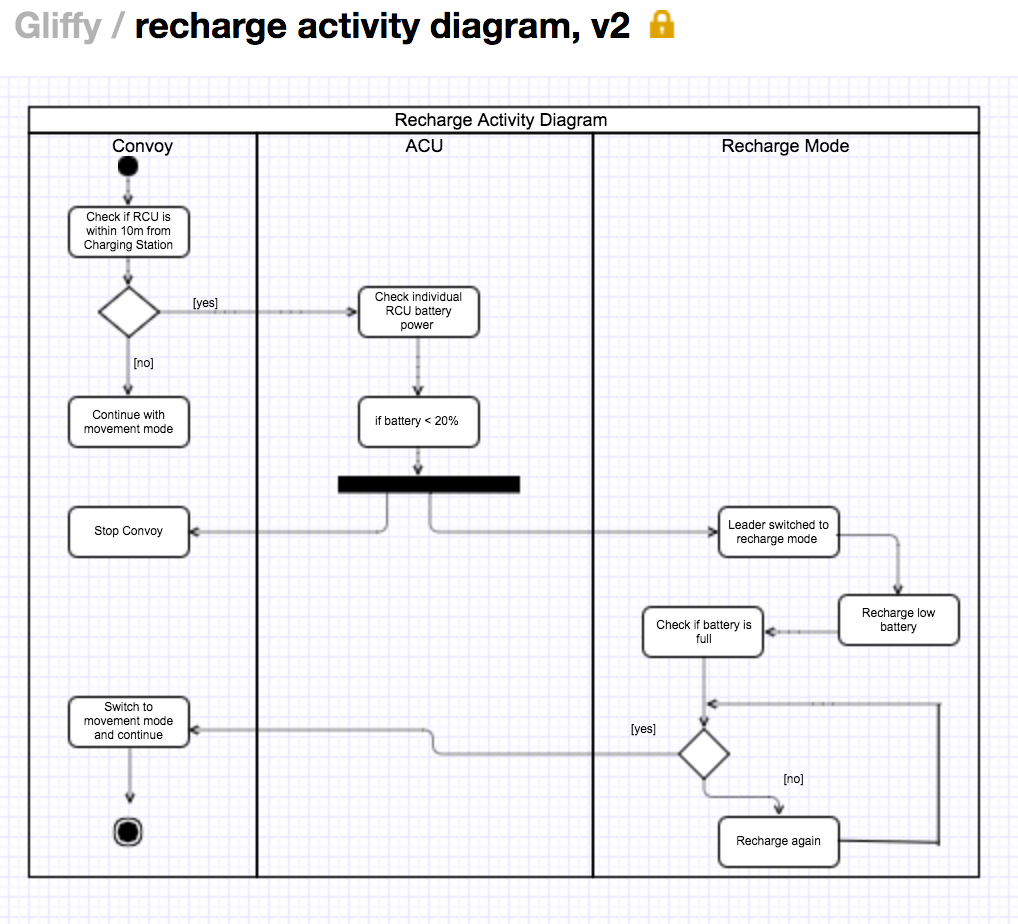 Gliffy / recharge activity diagram, v2
Recharge Activity Diagram
Convoy
ACU
Recharge Mode
Check if RCU is
within 10m from
Charging Station
[yes]
Check individual
RCU battery
power
[no]
Continue with
movement mode
if battery < 20%
Stop Convoy
Leader switched to
recharge mode
Recharge low
battery
Check if battery is
full
Switch to
movement mode
and continue
[yes]
[no]
Recharge again